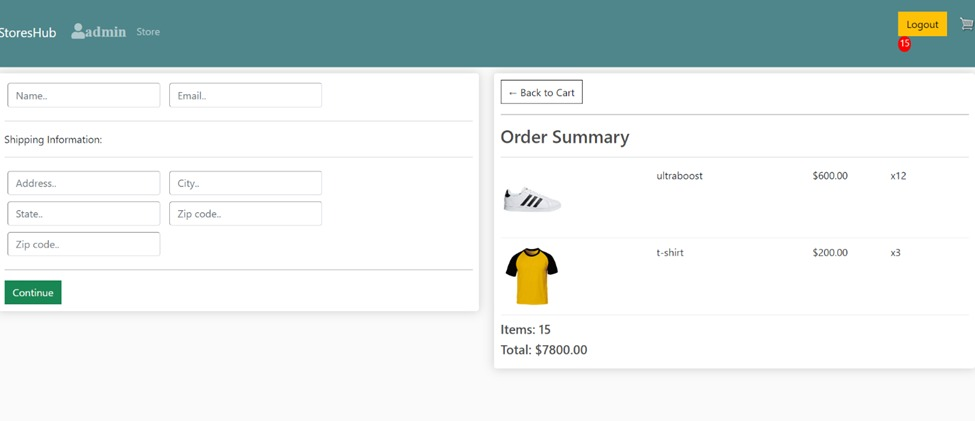 StoresHub admin Store Logout
15
Name.. Email..
Shipping Information:
Address.. City..
State.. Zip code..
Zip code..
Continue
← Back to Cart
Order Summary
ultraboost $600.00 x12
t-shirt $200.00 x3
Items: 15
Total: $7800.00